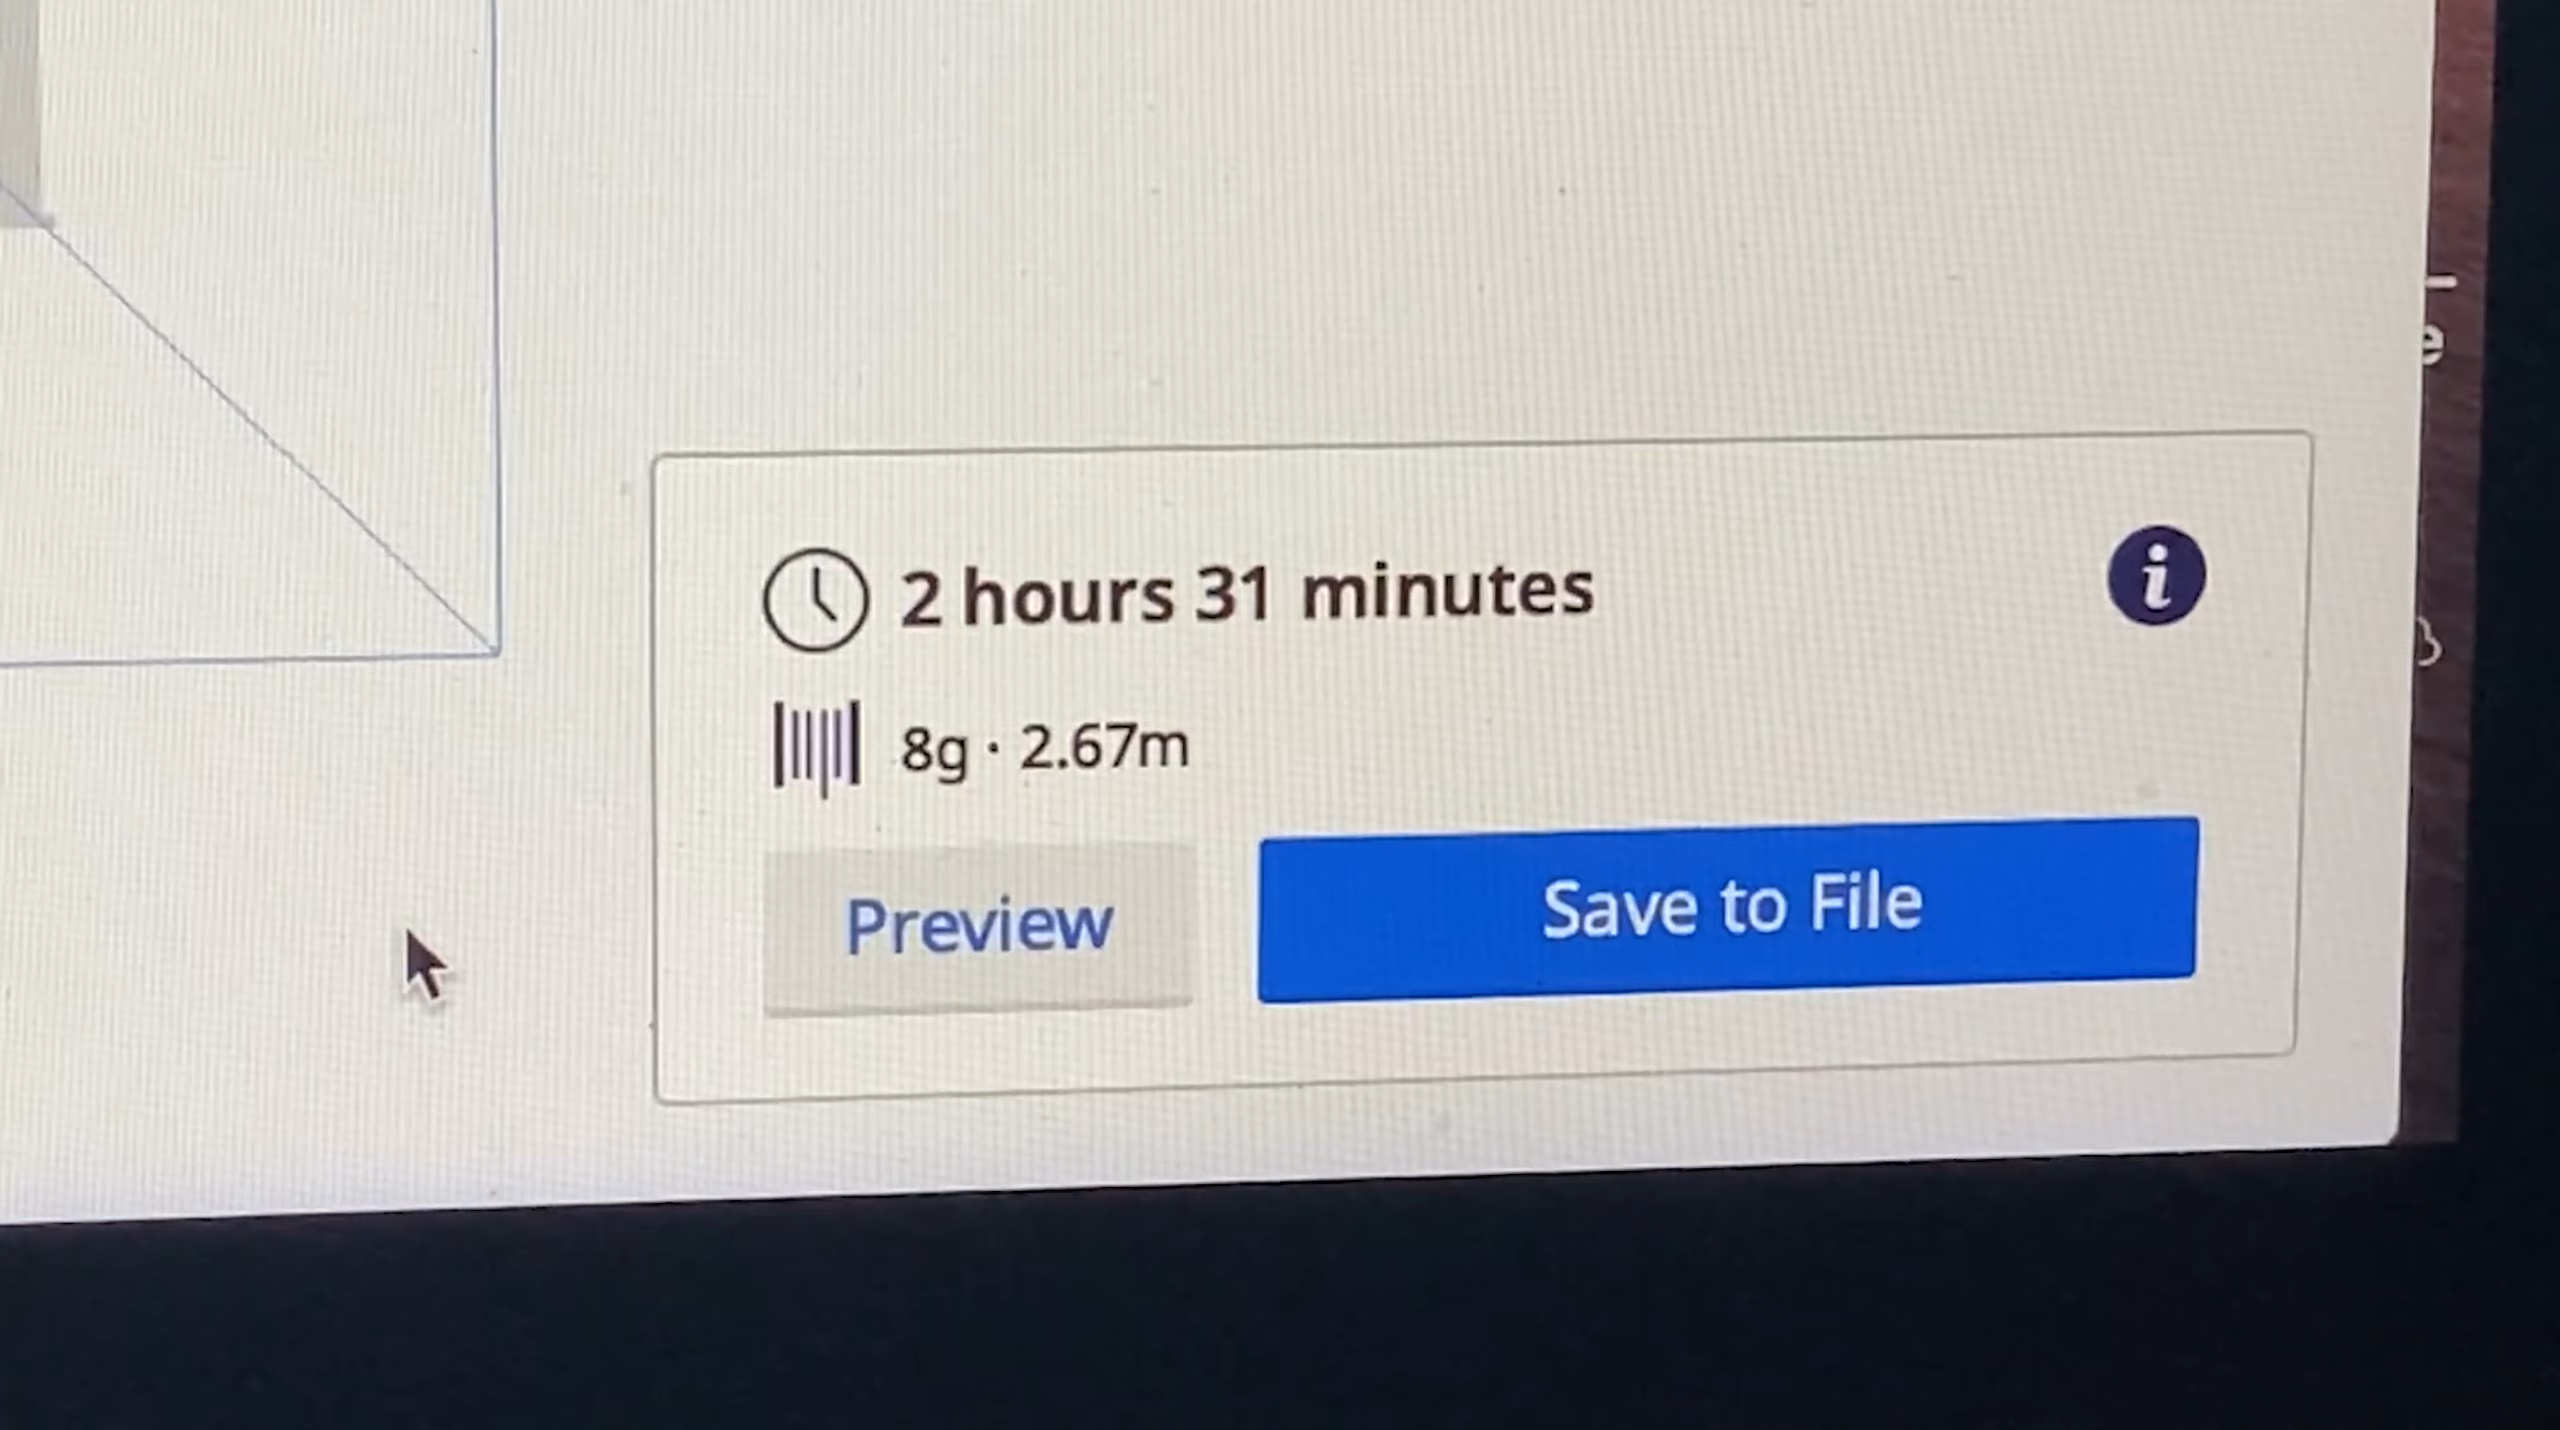 2 hours 31 minutes
i
8g · 2.67m
Preview
Save to File
e